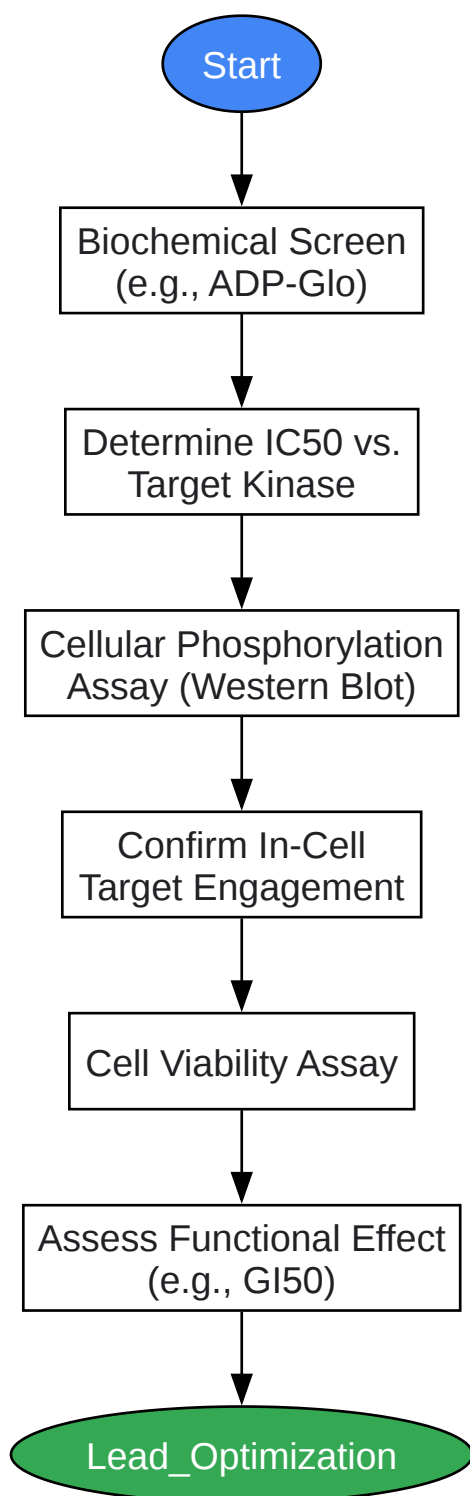 Start
Biochemical Screen
(e.g., ADP-Glo)
Determine IC50 vs.
Target Kinase
Cellular Phosphorylation
Assay (Western Blot)
Confirm In-Cell
Target Engagement
Cell Viability Assay
Assess Functional Effect
(e.g., GI50)
Lead_Optimization